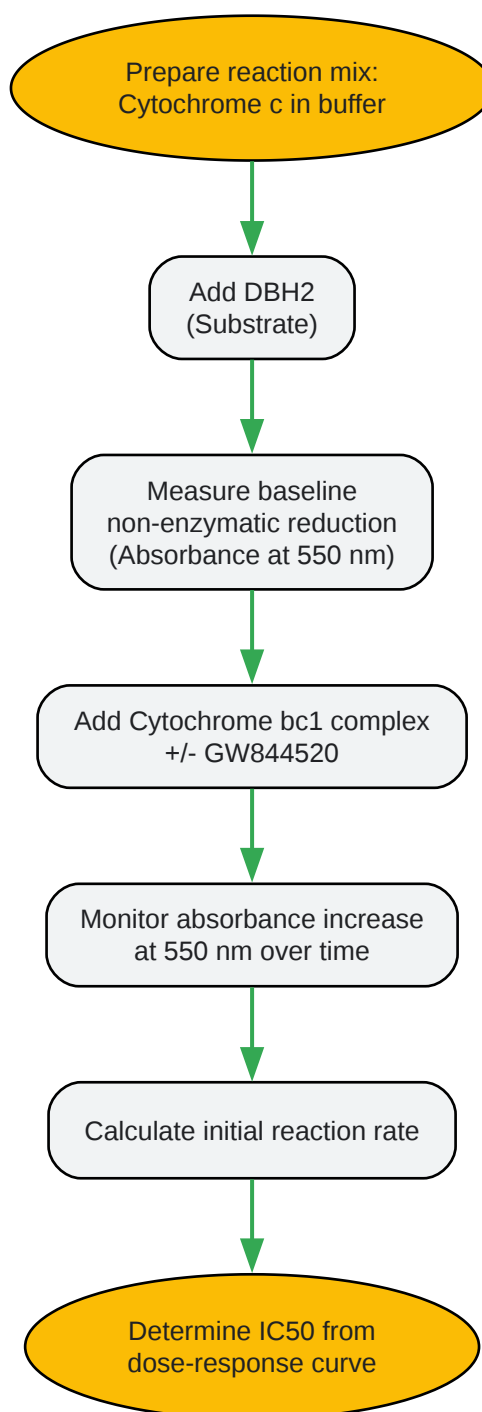 Prepare reaction mix:
Cytochrome c in buffer
Add DBH2
(Substrate)
Measure baseline
non-enzymatic reduction
(Absorbance at 550 nm)
Add Cytochrome bc1 complex
+/- GW844520
Monitor absorbance increase
at 550 nm over time
Calculate initial reaction rate
Determine IC50 from
dose-response curve